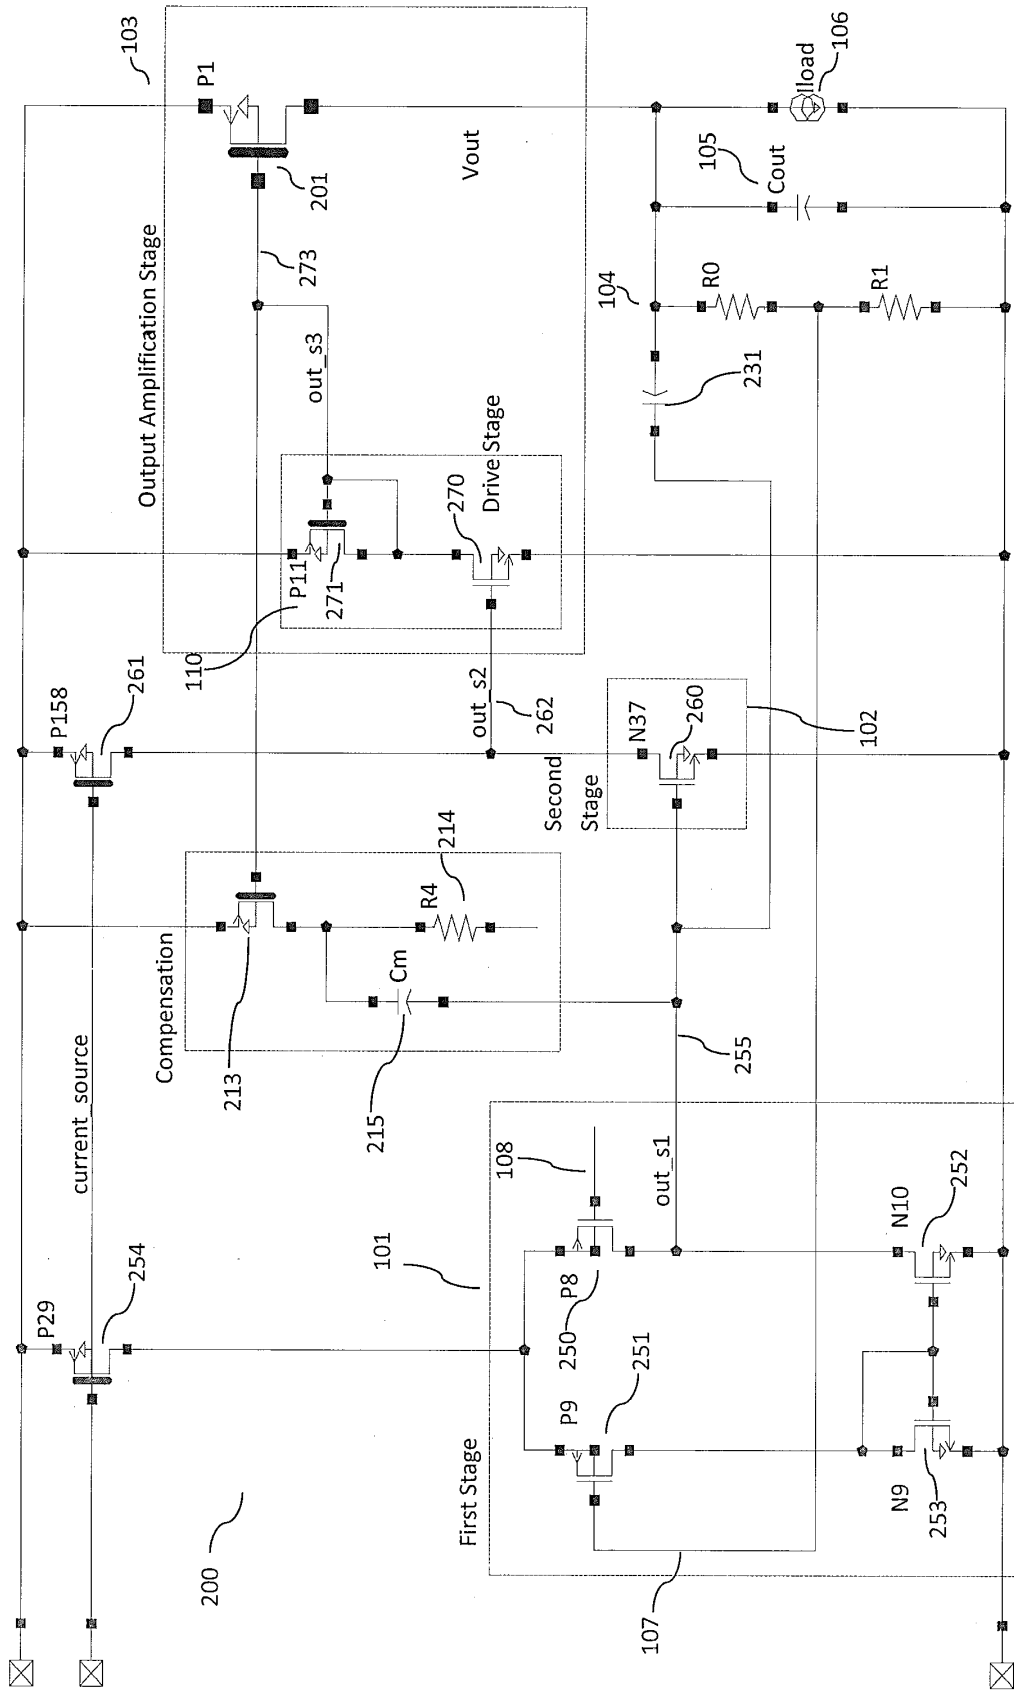 200
current_source
P29
254
P158
261
Compensation
213
215
Cm
R4
214
First Stage
101
P9
251
P8
250
108
107
out_s1
255
N9
253
N10
252
Second
Stage
N37
260
102
out_s2
262
Output Amplification Stage
103
110
P11
271
270
Drive Stage
out_s3
273
201
P1
Vout
104
231
R0
R1
105
Cout
Iload
106